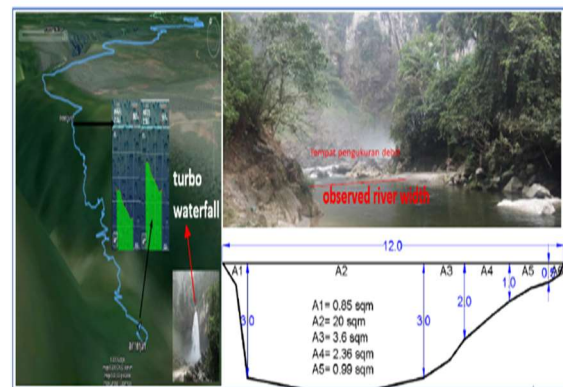 turbo
waterfall
tempat pengukuran debit
observed river width
12.0
A1
A2
A3
A4
A5
A6
3.0
3.0
2.0
1.0
A1= 0.85 sqm
A2= 20 sqm
A3= 3.6 sqm
A4= 2.36 sqm
A5= 0.99 sqm